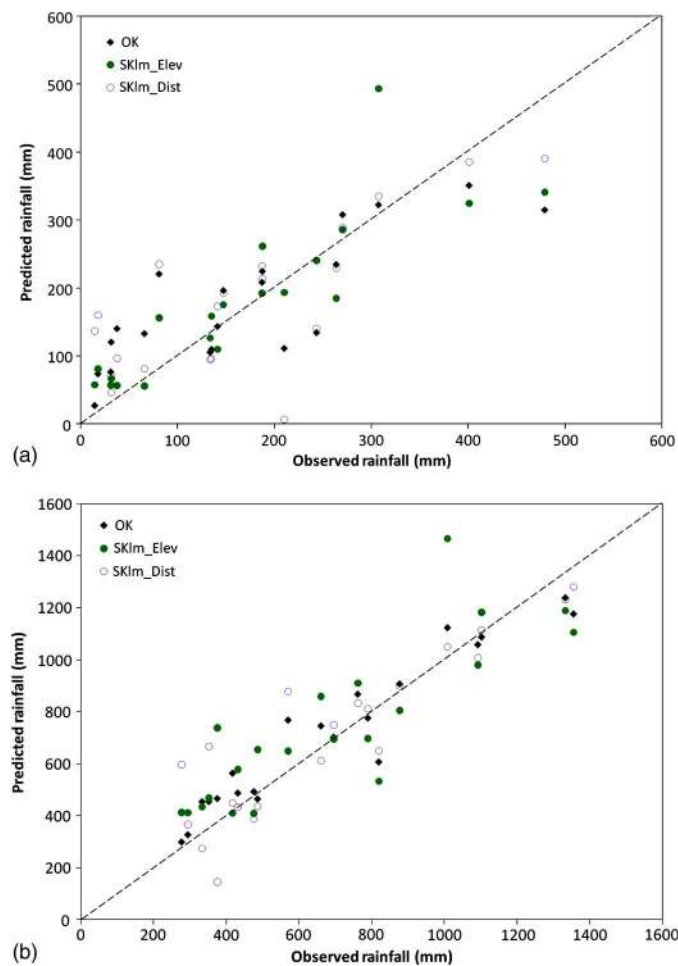 600
500
400
300
200
100
0
Predicted rainfall (mm)
OK
SKlm_Elev
SKlm_Dist
0 100 200 300 400 500 600
Observed rainfall (mm)
(a)
1600
1400
1200
1000
800
600
400
200
0
Predicted rainfall (mm)
OK
SKlm_Elev
SKlm_Dist
0 200 400 600 800 1000 1200 1400 1600
Observed rainfall (mm)
(b)